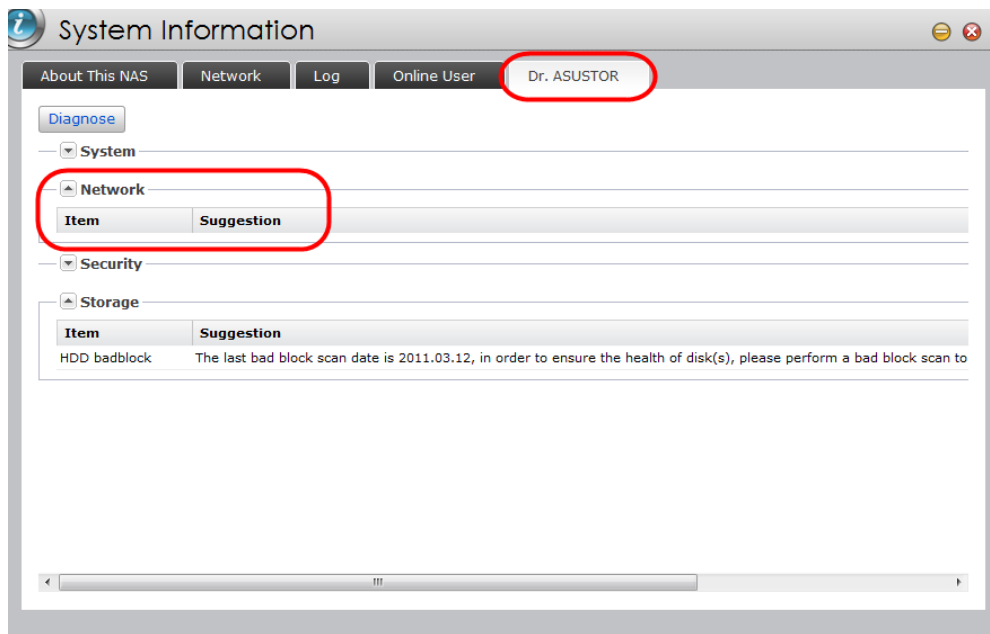 System Information
About This NAS Network Log Online User Dr. ASUSTOR
Diagnose
System
Network
Item Suggestion
Security
Storage
Item Suggestion
HDD badblock The last bad block scan date is 2011.03.12, in order to ensure the health of disk(s), please perform a bad block scan to